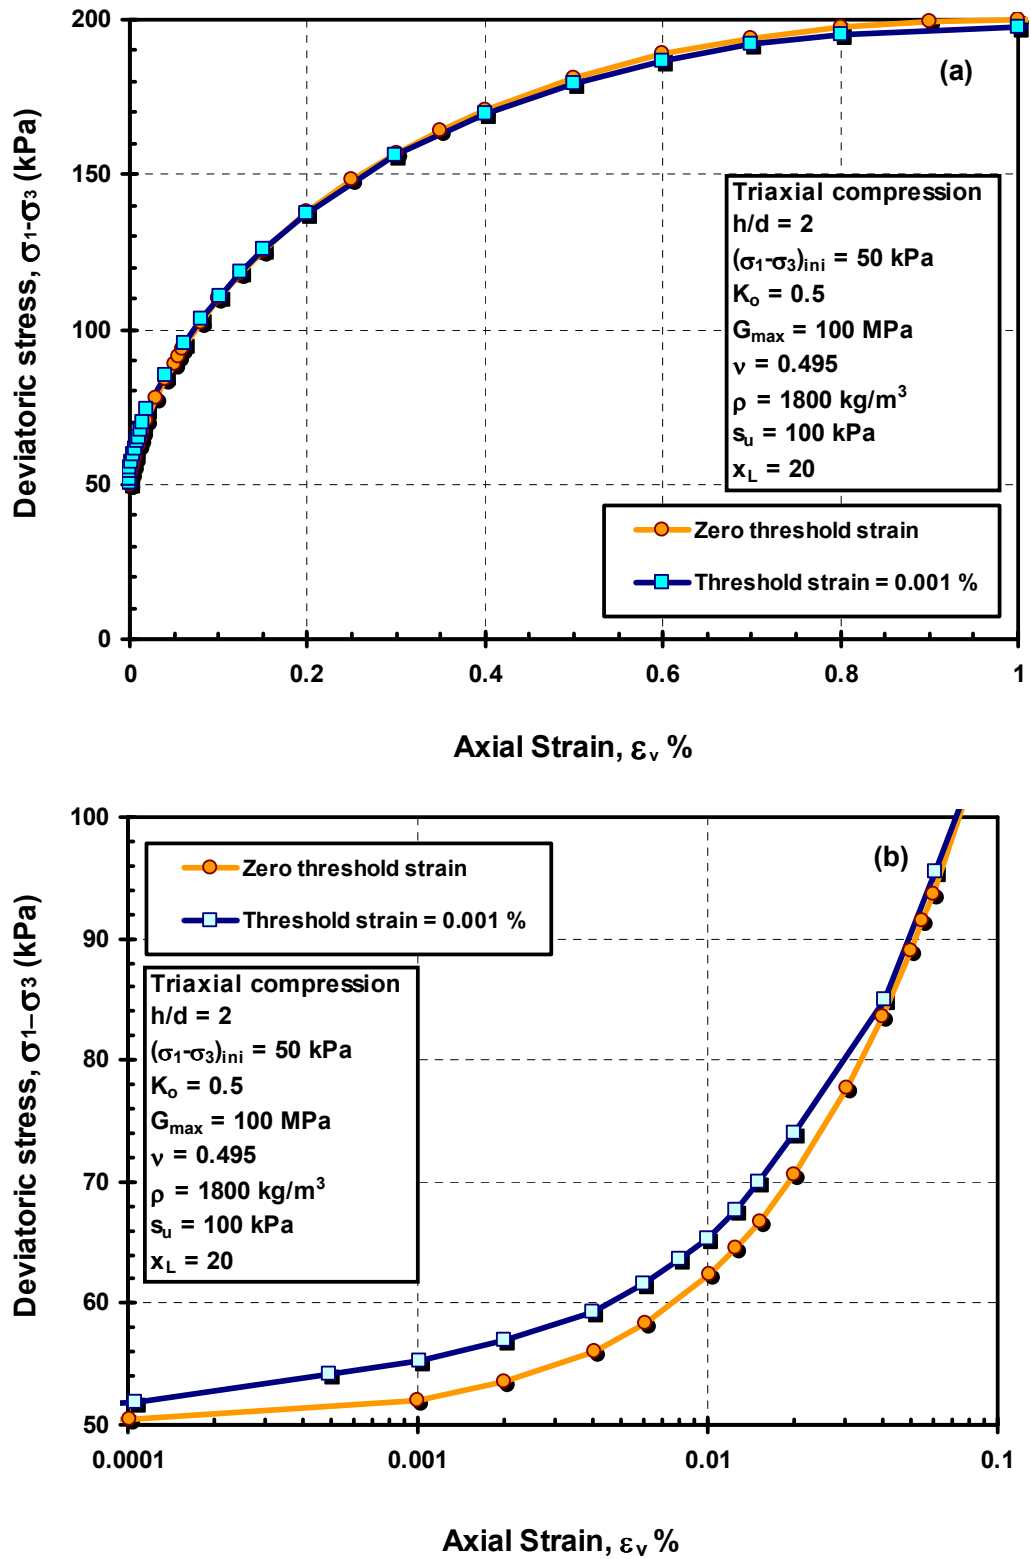 200
150
100
50
0
Deviatoric stress, σ1-σ3 (kPa)
(a)
Triaxial compression
h/d = 2
(σ1-σ3)ini = 50 kPa
Ko = 0.5
Gmax = 100 MPa
ν = 0.495
ρ = 1800 kg/m3
su = 100 kPa
xL = 20
Zero threshold strain
Threshold strain = 0.001 %
0 0.2 0.4 0.6 0.8 1
Axial Strain, εv %
100
90
80
70
60
50
Deviatoric stress, σ1–σ3 (kPa)
(b)
Zero threshold strain
Threshold strain = 0.001 %
Triaxial compression
h/d = 2
(σ1-σ3)ini = 50 kPa
Ko = 0.5
Gmax = 100 MPa
ν = 0.495
ρ = 1800 kg/m3
su = 100 kPa
xL = 20
0.0001 0.001 0.01 0.1
Axial Strain, εv %